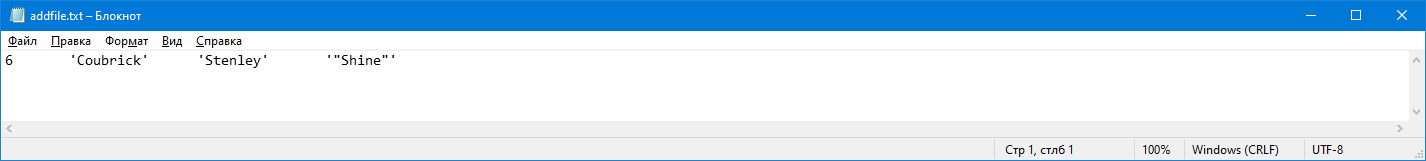 addfile.txt – Блокнот
Файл Правка Формат Вид Справка
6 'Coubrick' 'Stenley' '"Shine"'
Стр 1, стлб 1 100% Windows (CRLF) UTF-8